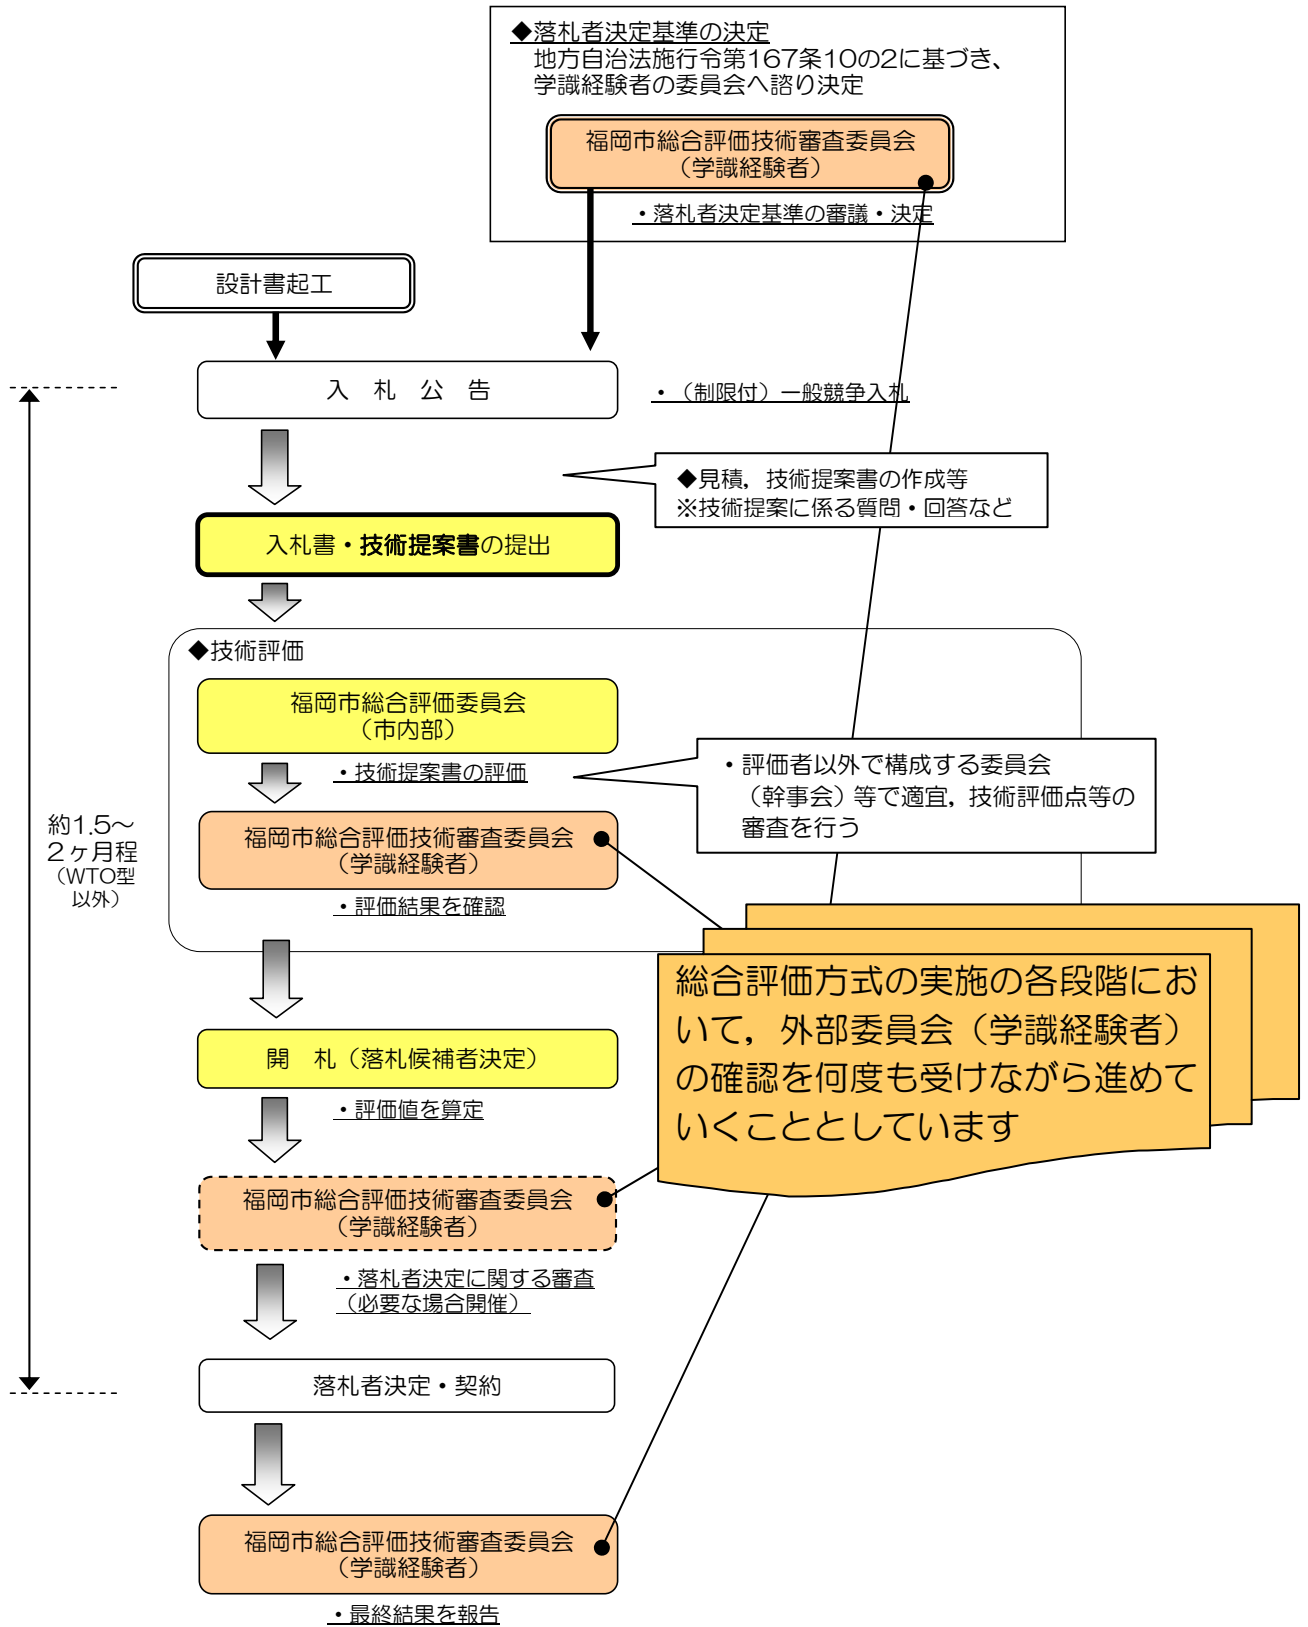 ◆落札者決定基準の決定
地方自治法施行令第167条10の2に基づき、
学識経験者の委員会へ諮り決定
福岡市総合評価技術審査委員会
（学識経験者）
・落札者決定基準の審議・決定
設計書起工
入　札　公　告
・（制限付）一般競争入札
◆見積，技術提案書の作成等
※技術提案に係る質問・回答など
入札書・技術提案書の提出
◆技術評価
福岡市総合評価委員会
（市内部）
・技術提案書の評価
・評価者以外で構成する委員会
（幹事会）等で適宜，技術評価点等の
審査を行う
福岡市総合評価技術審査委員会
（学識経験者）
・評価結果を確認
約1.5～
2ヶ月程
（WTO型
以外）
総合評価方式の実施の各段階にお
いて，外部委員会（学識経験者）
の確認を何度も受けながら進めて
いくこととしています
開　札（落札候補者決定）
・評価値を算定
福岡市総合評価技術審査委員会
（学識経験者）
・落札者決定に関する審査
（必要な場合開催）
落札者決定・契約
福岡市総合評価技術審査委員会
（学識経験者）
・最終結果を報告